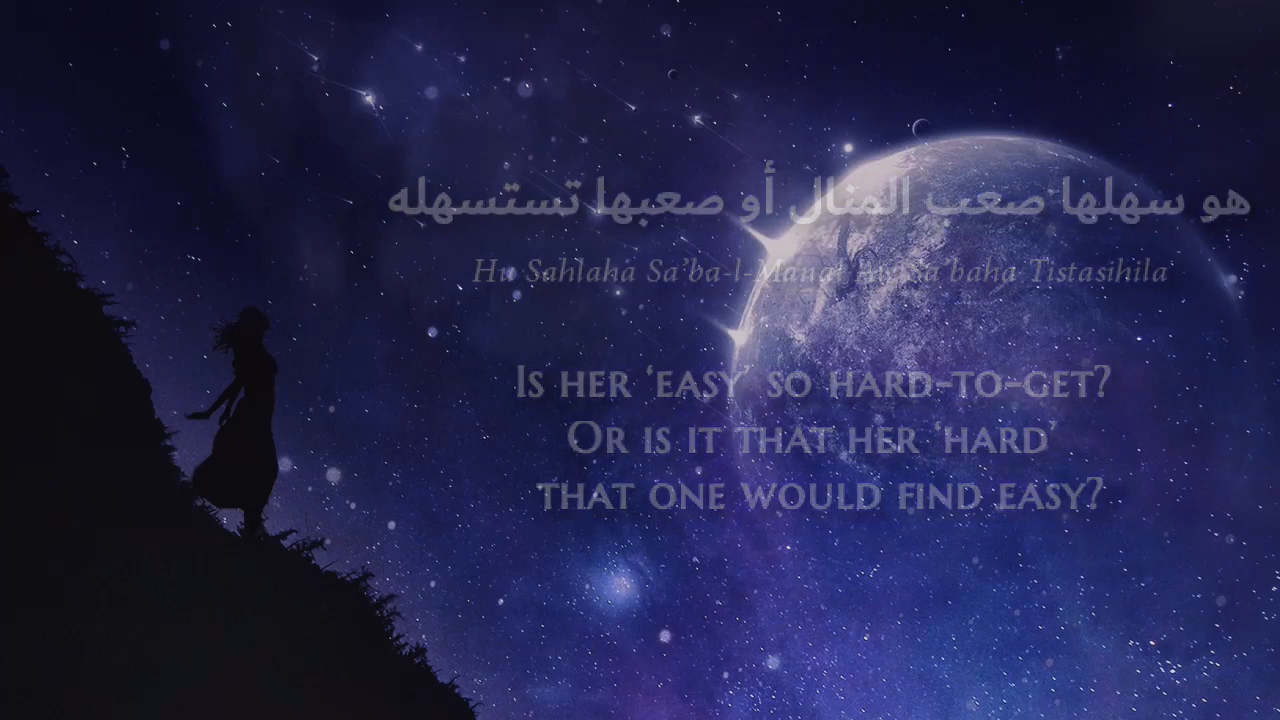 هو سهلها صعب المنال أو صعبها تستسهله
Hu Sahlaha Sa’ba-l-Manal Aw Sa’baha Tistasihila
Is her ‘easy’ so hard-to-get?
Or is it that her ‘hard’
that one would find easy?